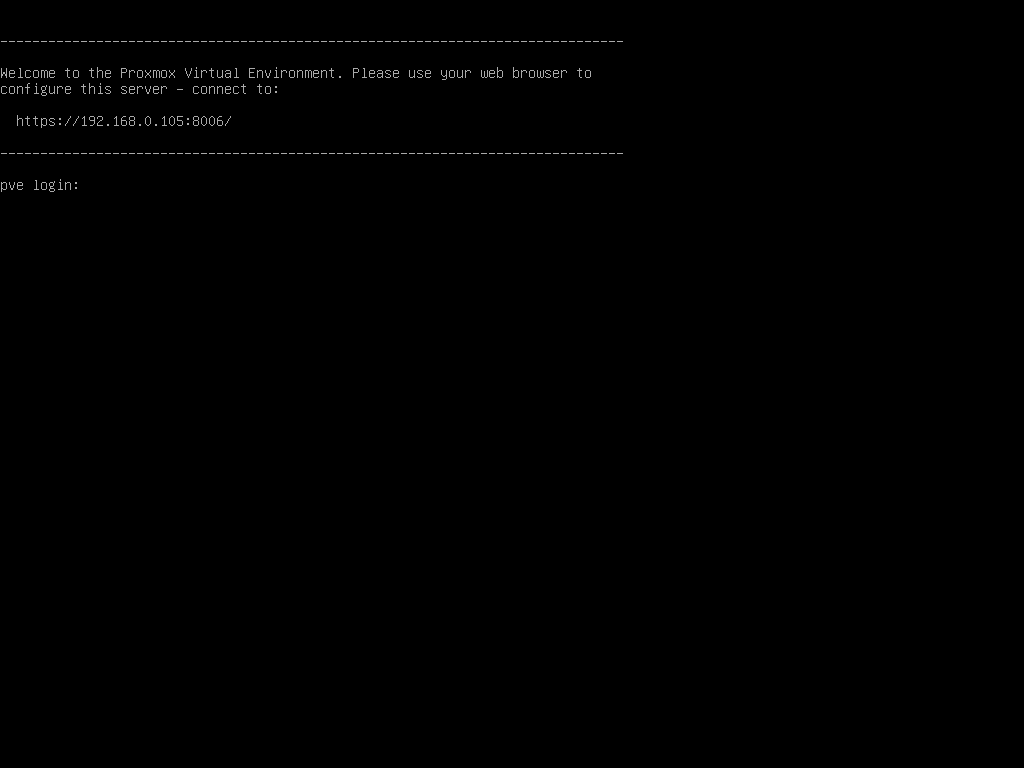 ------------------------------------------------------------------------------
Welcome to the Proxmox Virtual Environment. Please use your web browser to
configure this server - connect to:
https://192.168.0.105:8006/
------------------------------------------------------------------------------
pve login: